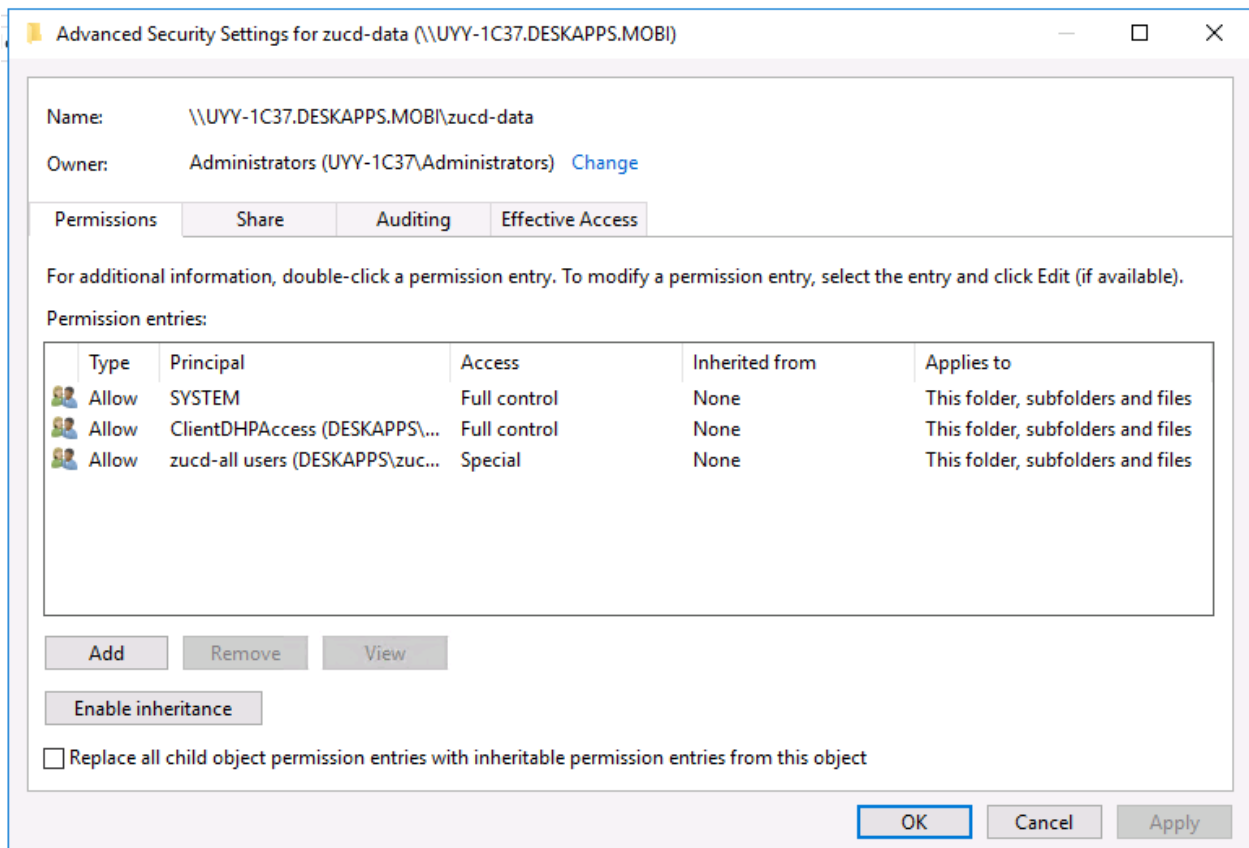 Advanced Security Settings for zucd-data (\\UYY-1C37.DESKAPPS.MOBI)
Name: \\UYY-1C37.DESKAPPS.MOBI\zucd-data
Owner: Administrators (UYY-1C37\Administrators) Change
Permissions Share Auditing Effective Access
For additional information, double-click a permission entry. To modify a permission entry, select the entry and click Edit (if available).
Permission entries:
Type Principal Access Inherited from Applies to
Allow SYSTEM Full control None This folder, subfolders and files
Allow ClientDHPAccess (DESKAPPS\... Full control None This folder, subfolders and files
Allow zucd-all users (DESKAPPS\zuc... Special None This folder, subfolders and files
Add Remove View
Enable inheritance
Replace all child object permission entries with inheritable permission entries from this object
OK Cancel Apply